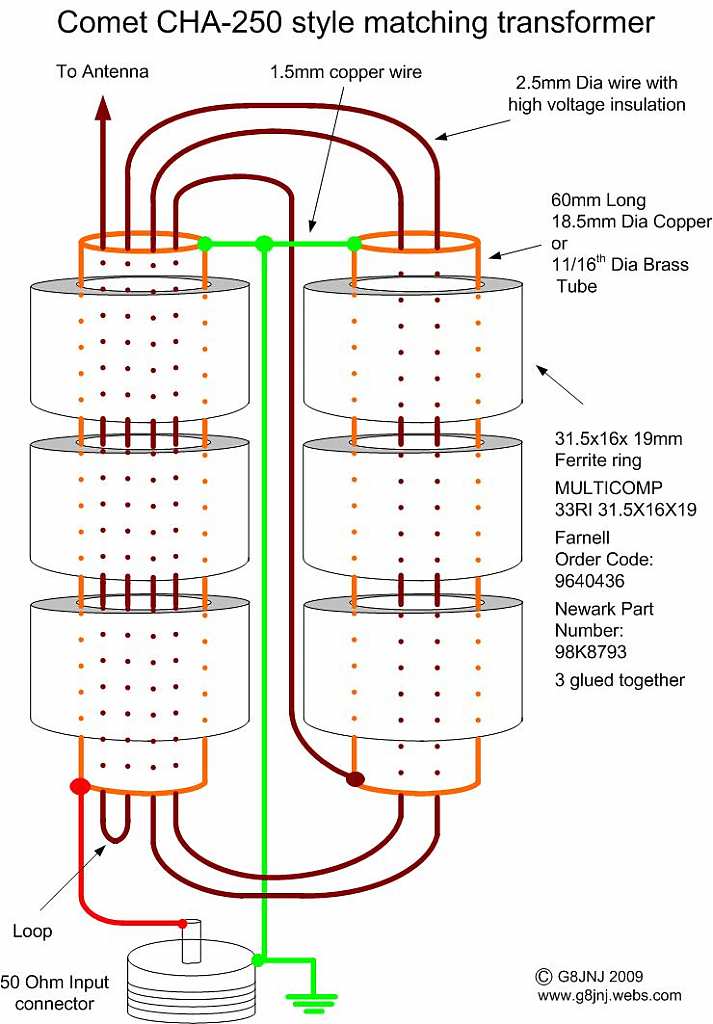 Comet CHA-250 style matching transformer
To Antenna
1.5mm copper wire
2.5mm Dia wire with
high voltage insulation
60mm Long
18.5mm Dia Copper
or
11/16th Dia Brass
Tube
31.5x16x 19mm
Ferrite ring
MULTICOMP
33RI 31.5X16X19
Farnell
Order Code:
9640436
Newark Part
Number:
98K8793
3 glued together
Loop
50 Ohm Input
connector
© G8JNJ 2009
www.g8jnj.webs.com